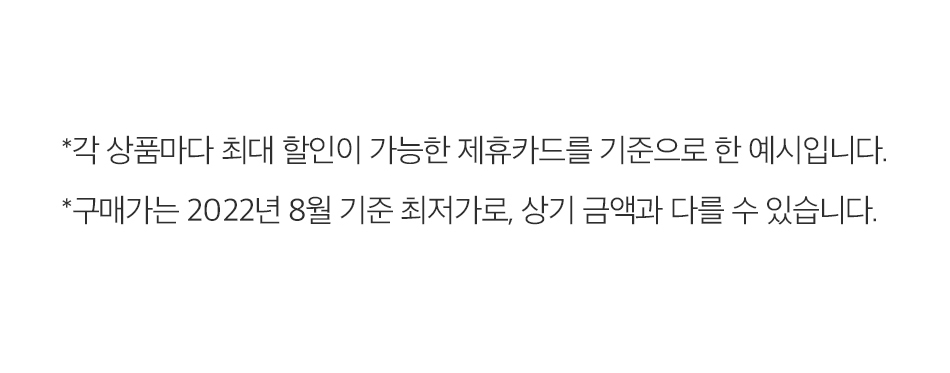 *각 상품마다 최대 할인이 가능한 제휴카드를 기준으로 한 예시입니다.
*구매가는 2022년 8월 기준 최저가로, 상기 금액과 다를 수 있습니다.